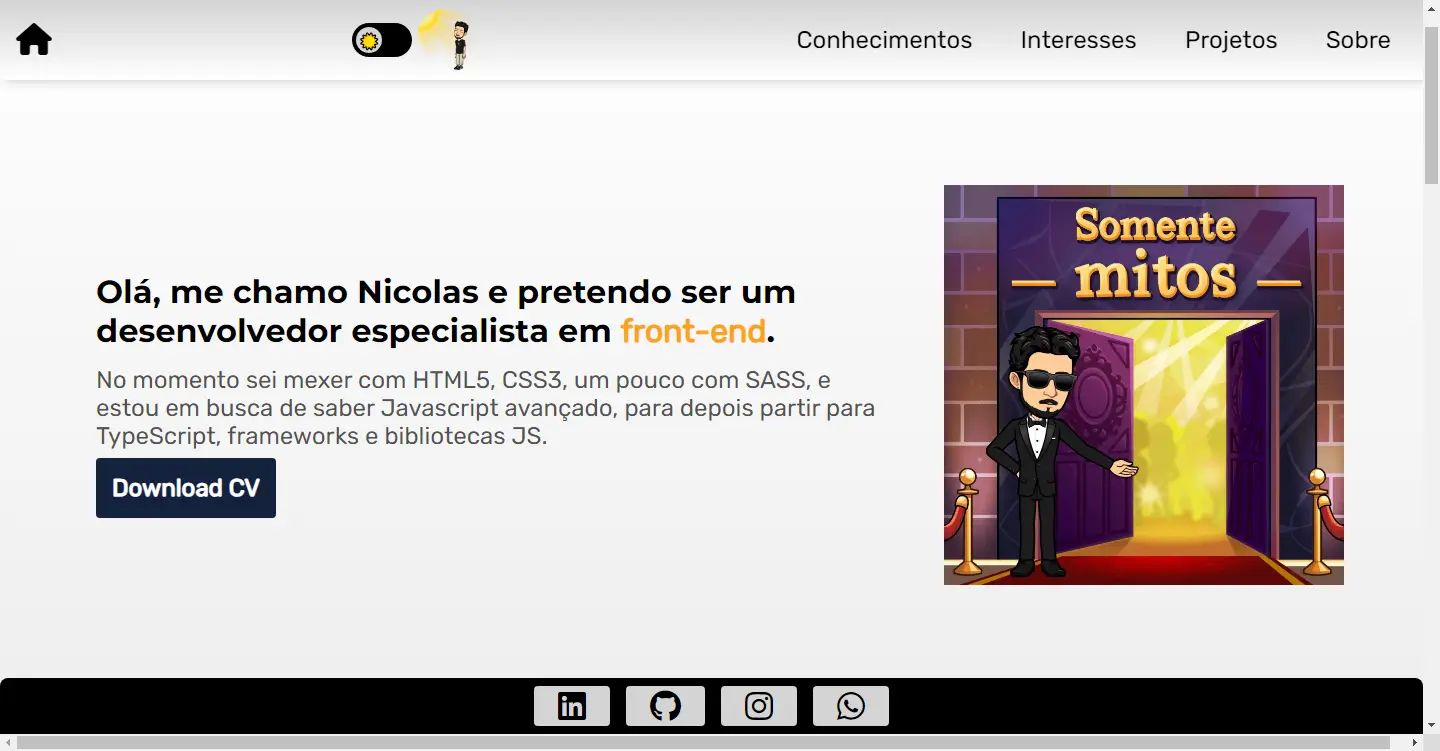 Conhecimentos Interesses Projetos Sobre
Somente
mitos
Olá, me chamo Nicolas e pretendo ser um
desenvolvedor especialista em front-end.
No momento sei mexer com HTML5, CSS3, um pouco com SASS, e
estou em busca de saber Javascript avançado, para depois partir para
TypeScript, frameworks e bibliotecas JS.
Download CV